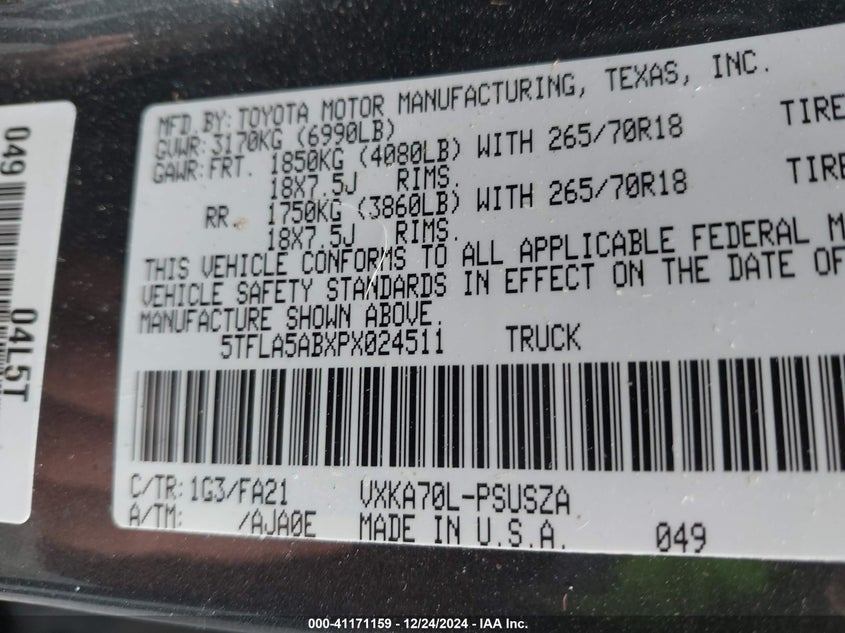 MFD.BY: TOYOTA MOTOR MANUFACTURING, TEXAS, INC.
GVWR: 3170KG (6990LB)
GAWR: FRT. 1850KG (4080LB) WITH 265/70R18 TIRE
18X7.5J RIMS.
RR. 1750KG (3860LB) WITH 265/70R18 TIRE
18X7.5J RIMS.
THIS VEHICLE CONFORMS TO ALL APPLICABLE FEDERAL M
VEHICLE SAFETY STANDARDS IN EFFECT ON THE DATE OF
MANUFACTURE SHOWN ABOVE.
5TFLA5ABXPX024511 TRUCK
C/TR: 1G3/FA21 VXKA70L-PSUSZA
A/TM: /AJA0E MADE IN U.S.A. 049
049
04L5T
000-41171159 - 12/24/2024 - IAA Inc.